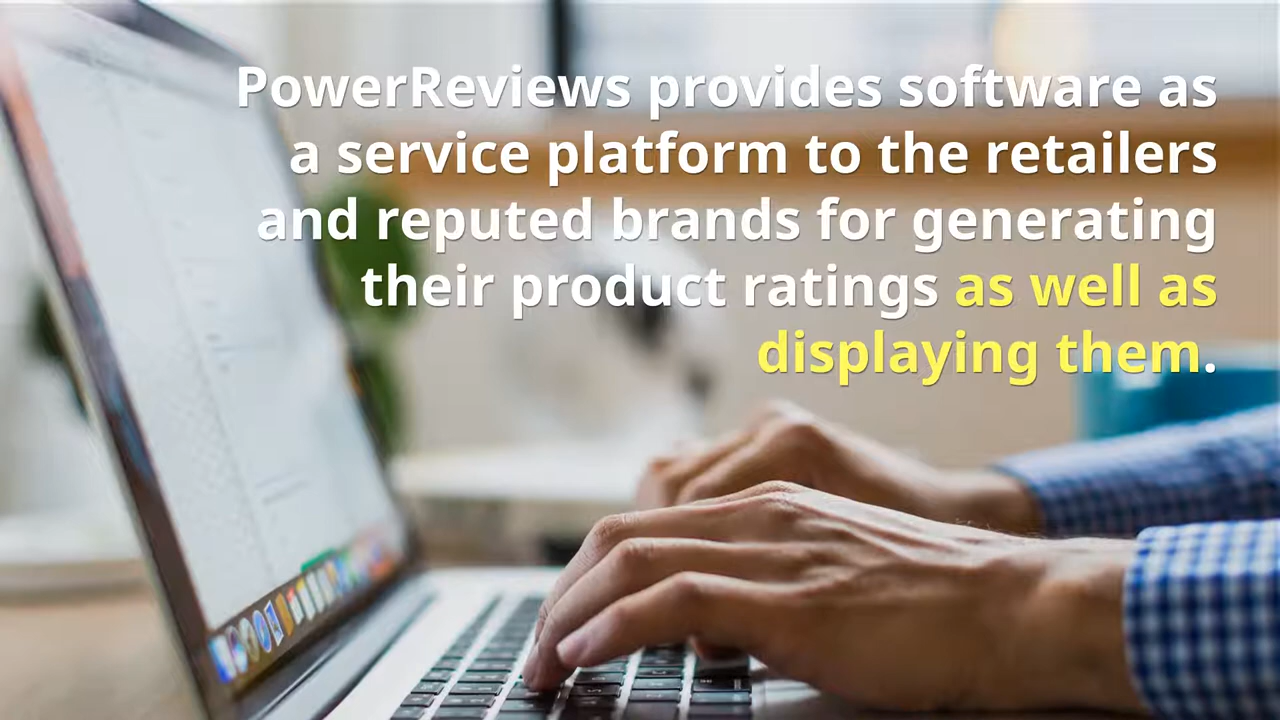 PowerReviews provides software as
a service platform to the retailers
and reputed brands for generating
their product ratings as well as
displaying them.